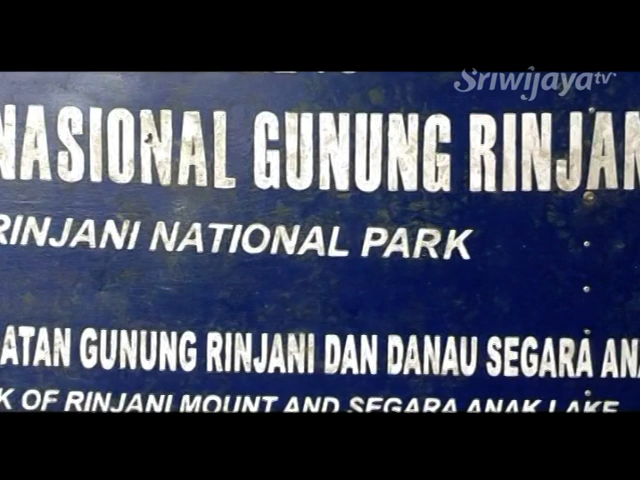 Sriwijaya tv
NASIONAL GUNUNG RINJAN
RINJANI NATIONAL PARK
ATAN GUNUNG RINJANI DAN DANAU SEGARA ANA
K OF RINJANI MOUNT AND SEGARA ANAK LAKE